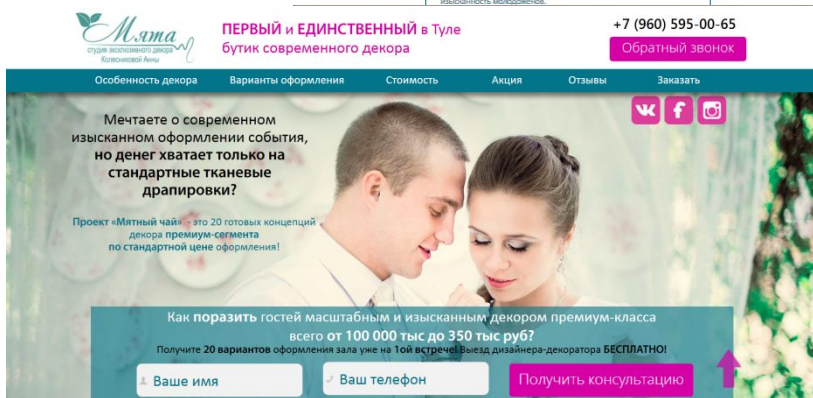 изысканность молодоженов.
Мята
студия эксклюзивного декора
Колесниковой Анны
ПЕРВЫЙ и ЕДИНСТВЕННЫЙ в Туле
бутик современного декора
+7 (960) 595-00-65
Обратный звонок
Особенность декора Варианты оформления Стоимость Акция Отзывы Заказать
Мечтаете о современном
изысканном оформлении события,
но денег хватает только на
стандартные тканевые
драпировки?
Проект «Мятный чай» - это 20 готовых концепций
декора премиум-сегмента
по стандартной цене оформления!
Как поразить гостей масштабным и изысканным декором премиум-класса
всего от 100 000 тыс до 350 тыс руб?
Получите 20 вариантов оформления зала уже на 1ой встрече! Выезд дизайнера-декоратора БЕСПЛАТНО!
Ваше имя Ваш телефон Получить консультацию